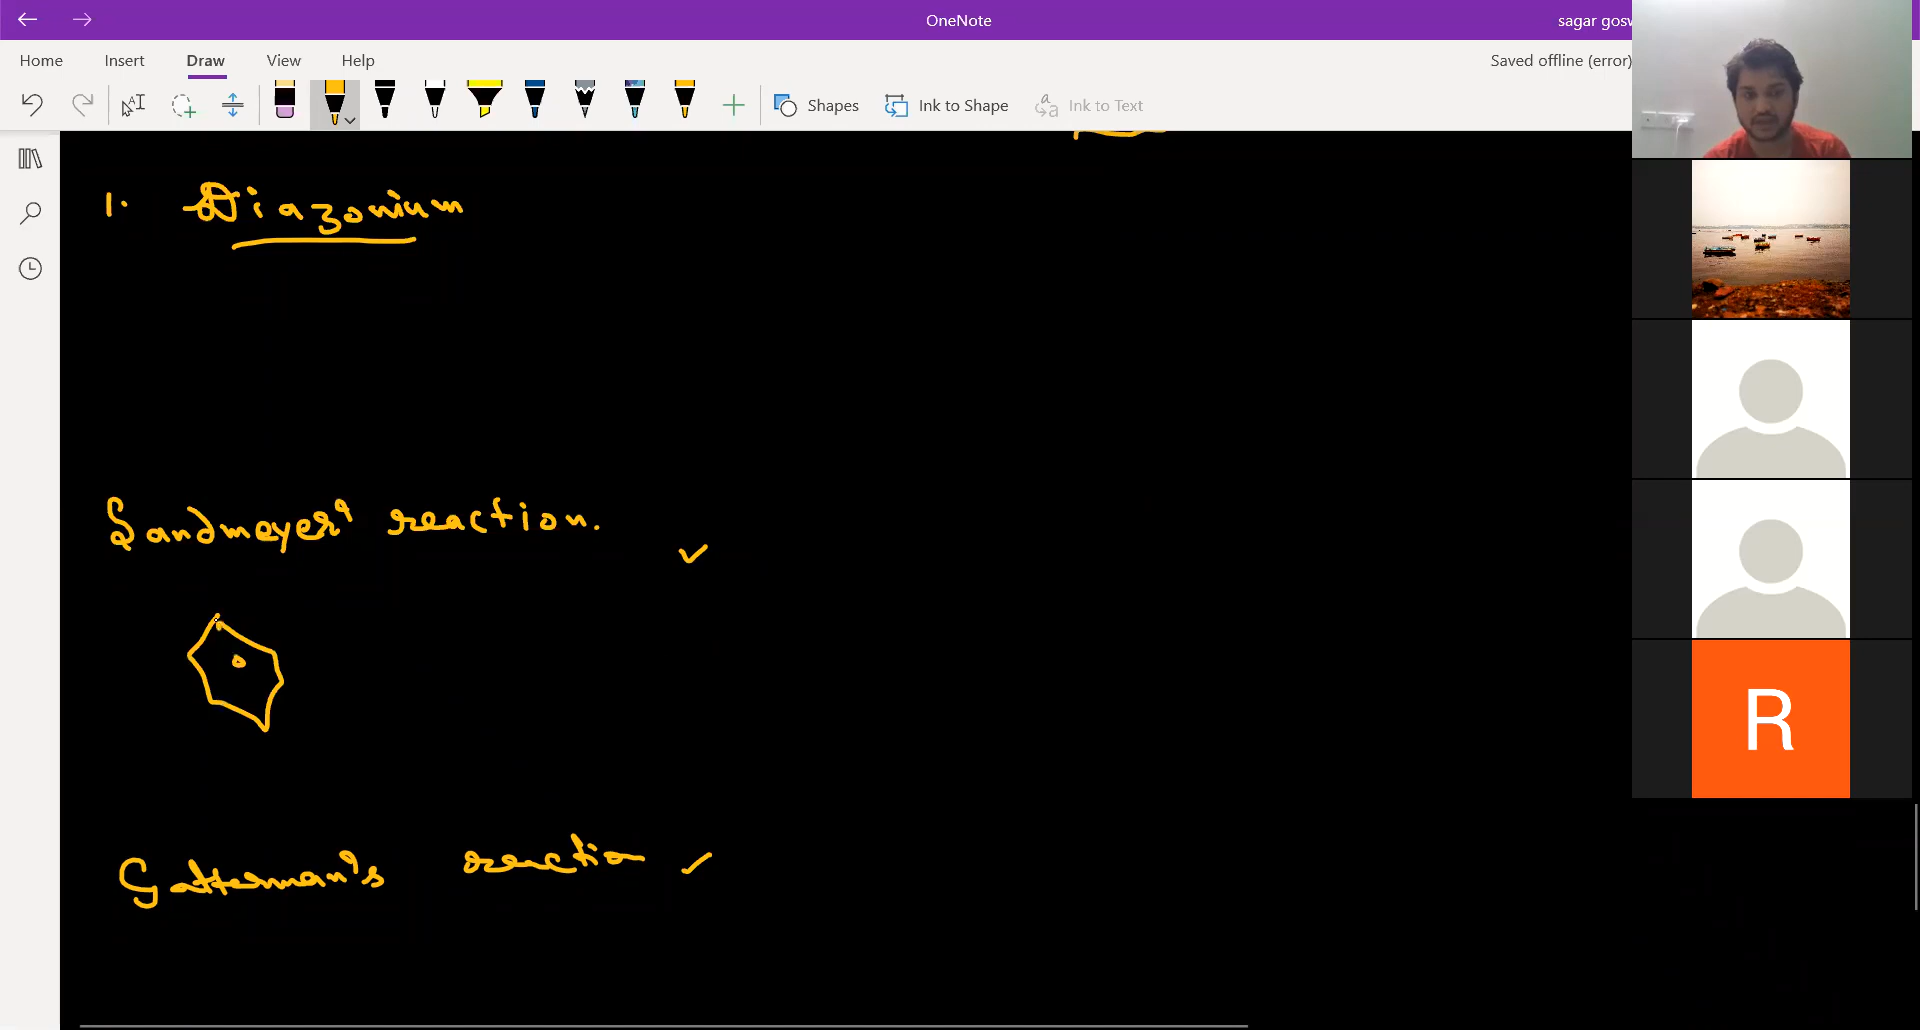 OneNote
sagar gosw
Home Insert Draw View Help
Saved offline (error)
Shapes Ink to Shape Ink to Text
1. Diazonium
Sandmeyer' reaction.
Gatterman's reaction
R